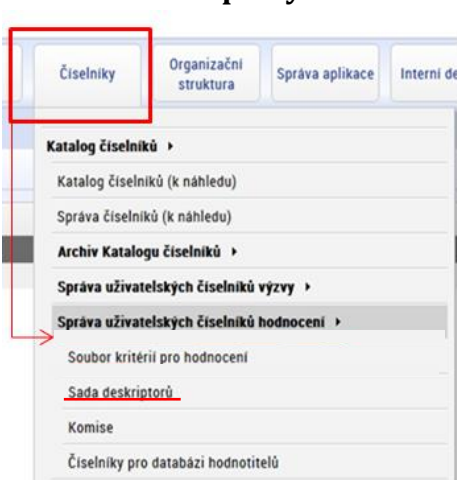 Číselníky
Organizační
struktura
Správa aplikace
Interní de
Katalog číselníků
Katalog číselníků (k náhledu)
Správa číselníků (k náhledu)
Archiv Katalogu číselníků
Správa uživatelských číselníků výzvy
Správa uživatelských číselníků hodnocení
Soubor kritérií pro hodnocení
Sada deskriptorů
Komise
Číselníky pro databázi hodnotitelů